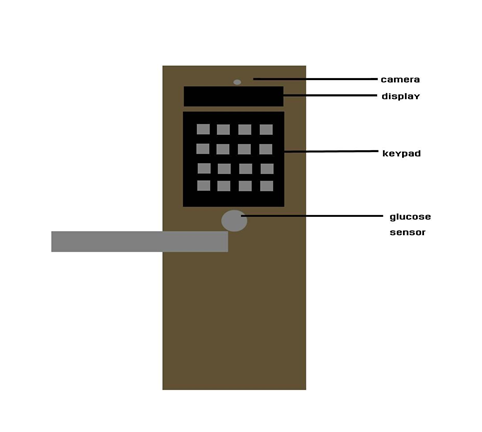 camera
display
keypad
glucose
sensor